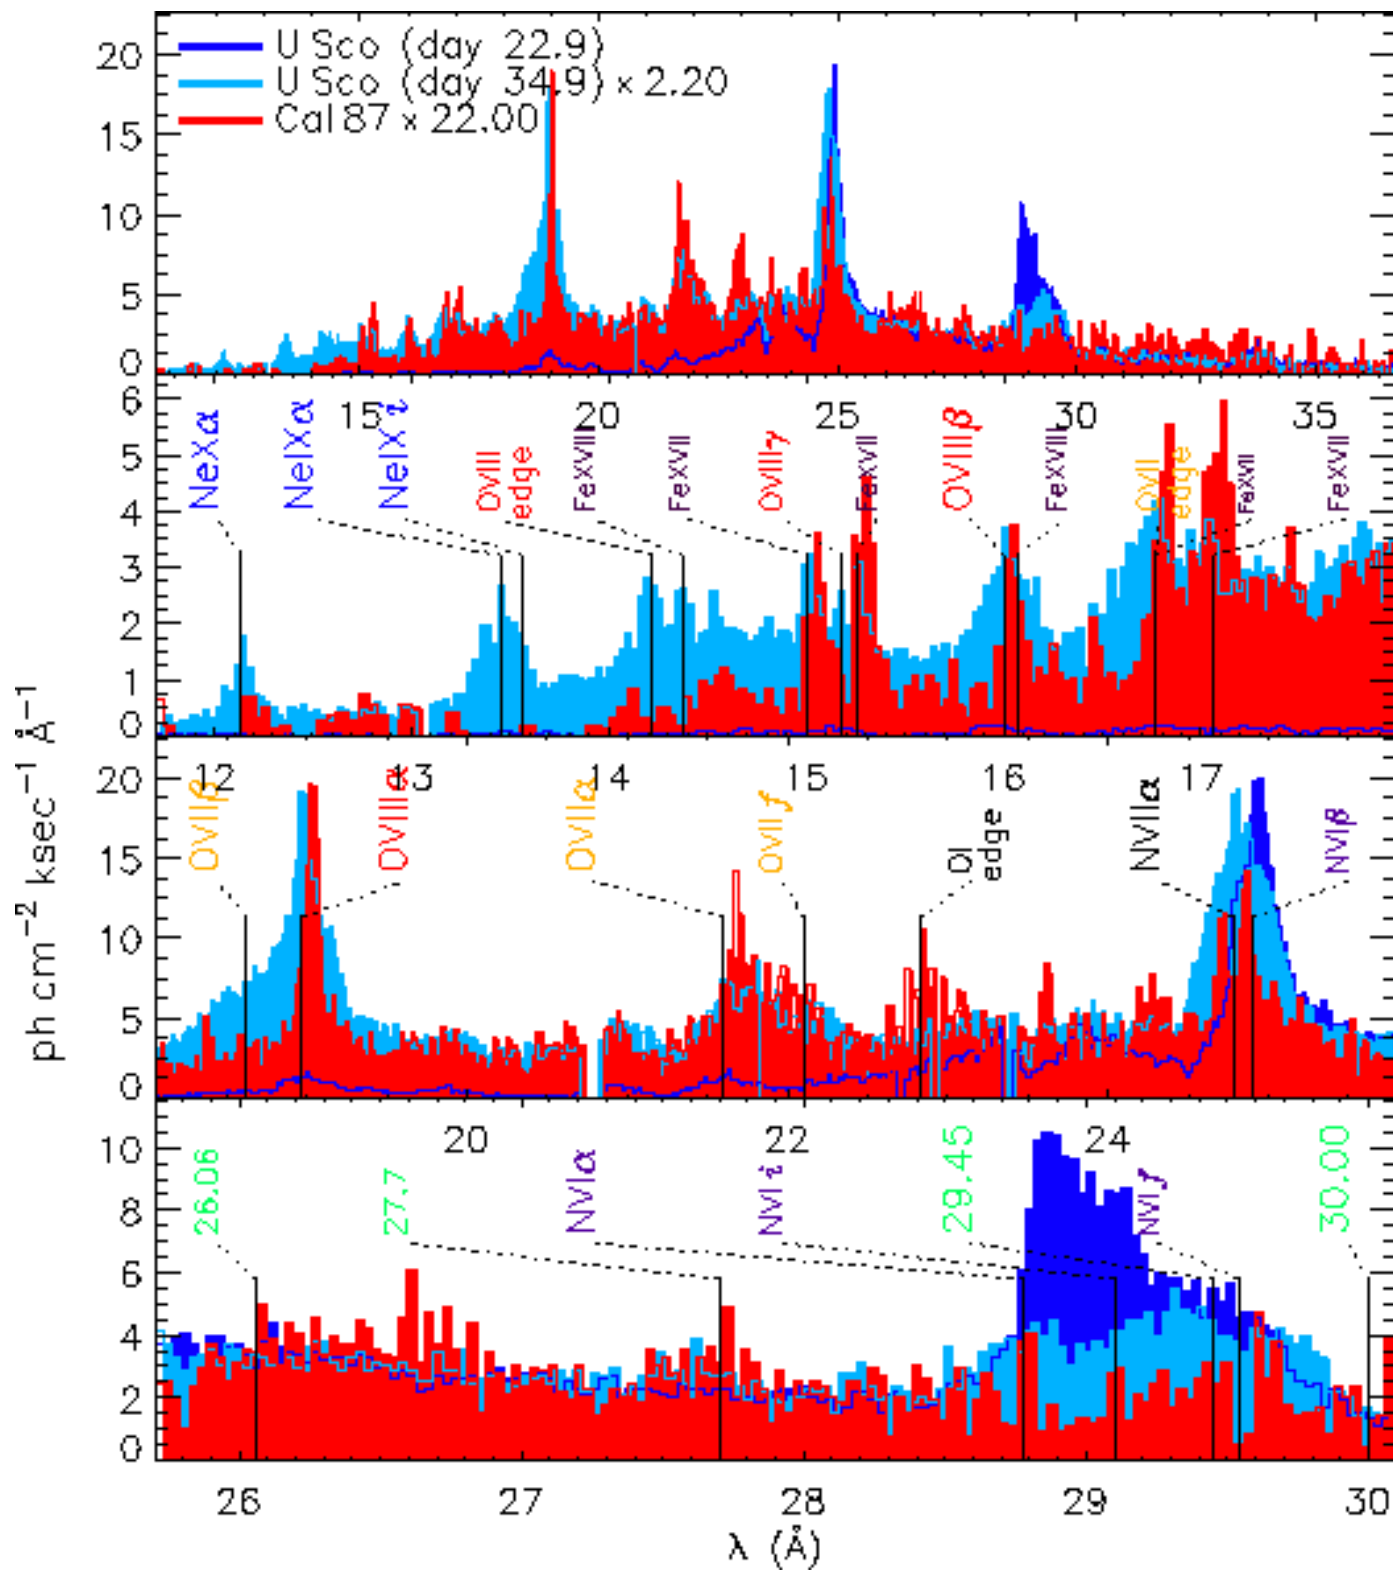 U Sco (day 22.9)
U Sco (day 34.9) x 2.20
Cal 87 x 22.00
20
15
10
5
0
15 20 25 30 35
6
5
4
3
2
1
0
NeXα
NeIXα
NeIX i
OVIII
edge
FeXVIII
FeXVII
OVIIIγ
FeXVII
OVIIIβ
FeXVIII
OVII
edge
FeXVII
FeXVII
12 13 14 15 16 17
20
15
10
5
0
OVIIβ
OVIIIα
OVIIα
OVII f
OI
edge
NVIIα
NVIβ
20 22 24
10
8
6
4
2
0
26.06
27.7
NVIα
NVI i
29.45
NVI f
30.00
26 27 28 29 30
λ (Å)
ph cm⁻² ksec⁻¹ Å⁻¹